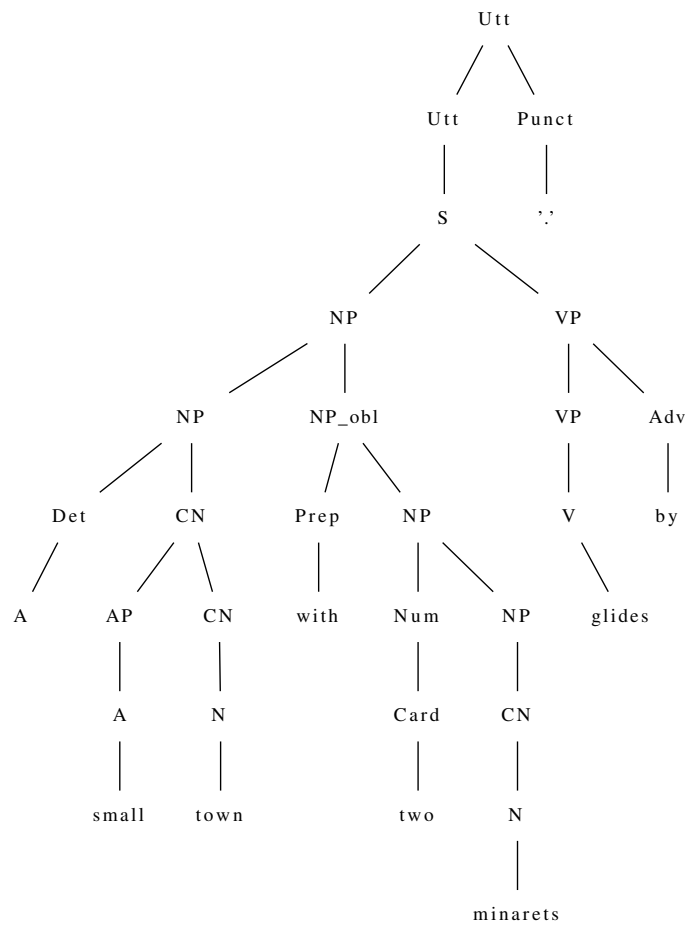 Utt
Utt Punct
S '.'
NP VP
NP NP_obl VP Adv
Det CN Prep NP V by
A AP CN with Num NP glides
A N Card CN
small town two N
minarets